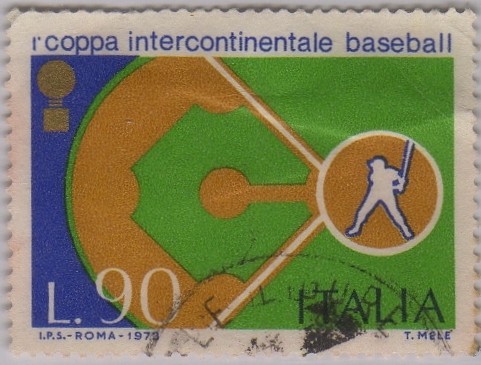 1ª coppa intercontinentale baseball
L. 90
ITALIA
I.P.S.-ROMA-1973
T. MELE